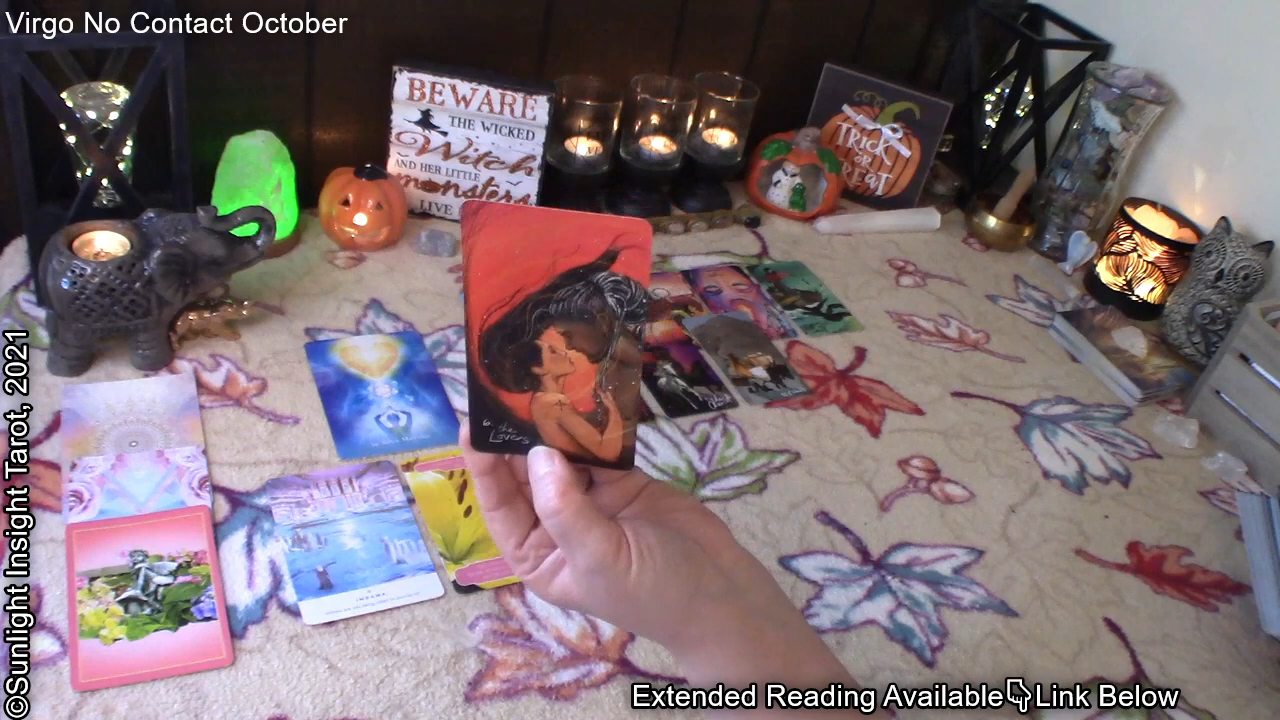 Virgo No Contact October
BEWARE
THE WICKED
Witch
AND HER LITTLE
monsters
LIVE
TRICK
OR
TREAT
6. the
Lovers
©Sunlight Insight Tarot, 2021
Extended Reading Available👇Link Below